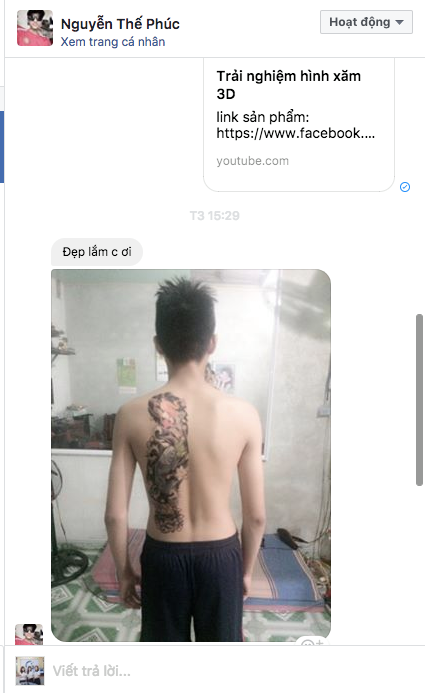 Nguyễn Thế Phúc
Hoạt động
Xem trang cá nhân
Trải nghiệm hình xăm
3D
link sản phẩm:
https://www.facebook....
youtube.com
T3 15:29
Đẹp lắm c ơi
Viết trả lời...